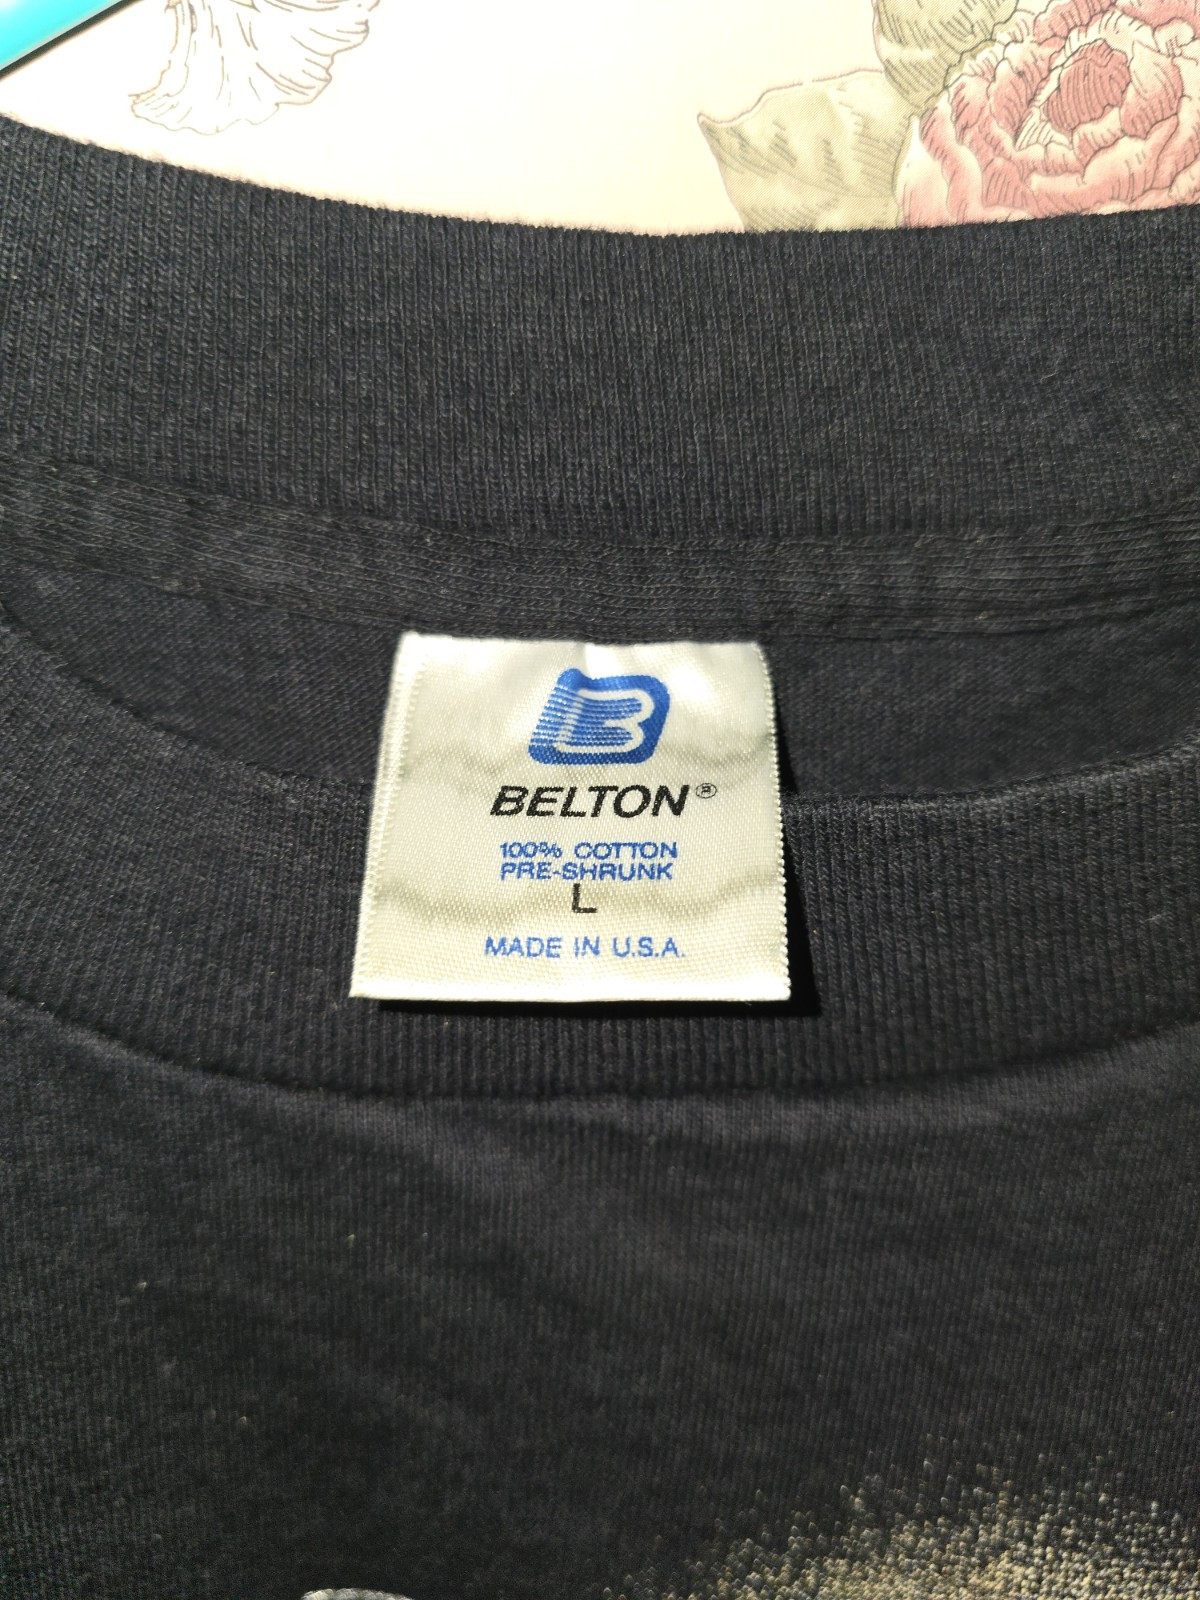 B
BELTON®
100% COTTON
PRE-SHRUNK
L
MADE IN U.S.A.